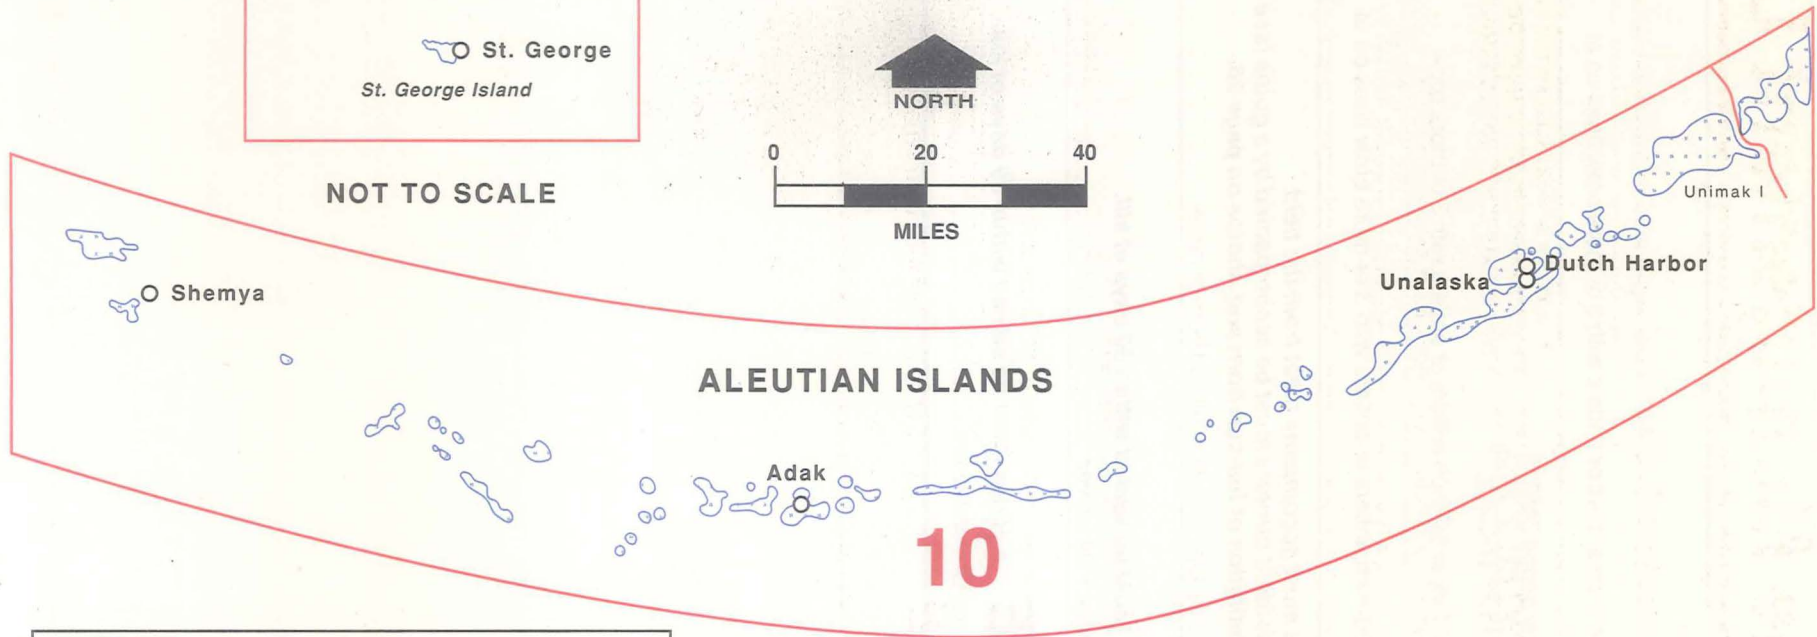 St. George
St. George Island
NORTH
0 20 40
MILES
NOT TO SCALE
Unimak I
Shemya
Unalaska
Dutch Harbor
ALEUTIAN ISLANDS
Adak
10